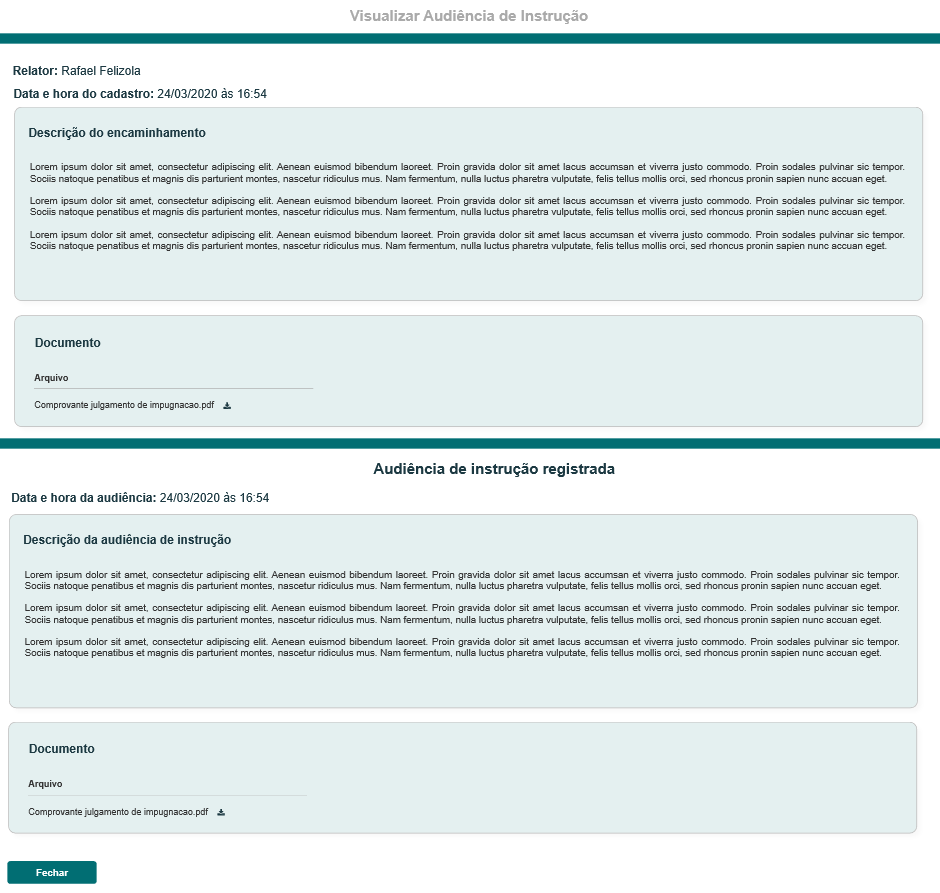 Visualizar Audiência de Instrução
Relator: Rafael Felizola
Data e hora do cadastro: 24/03/2020 às 16:54
Descrição do encaminhamento
Lorem ipsum dolor sit amet, consectetur adipiscing elit. Aenean euismod bibendum laoreet. Proin gravida dolor sit amet lacus accumsan et viverra justo commodo. Proin sodales pulvinar sic tempor.
Sociis natoque penatibus et magnis dis parturient montes, nascetur ridiculus mus. Nam fermentum, nulla luctus pharetra vulputate, felis tellus mollis orci, sed rhoncus pronin sapien nunc accuan eget.
Lorem ipsum dolor sit amet, consectetur adipiscing elit. Aenean euismod bibendum laoreet. Proin gravida dolor sit amet lacus accumsan et viverra justo commodo. Proin sodales pulvinar sic tempor.
Sociis natoque penatibus et magnis dis parturient montes, nascetur ridiculus mus. Nam fermentum, nulla luctus pharetra vulputate, felis tellus mollis orci, sed rhoncus pronin sapien nunc accuan eget.
Lorem ipsum dolor sit amet, consectetur adipiscing elit. Aenean euismod bibendum laoreet. Proin gravida dolor sit amet lacus accumsan et viverra justo commodo. Proin sodales pulvinar sic tempor.
Sociis natoque penatibus et magnis dis parturient montes, nascetur ridiculus mus. Nam fermentum, nulla luctus pharetra vulputate, felis tellus mollis orci, sed rhoncus pronin sapien nunc accuan eget.
Documento
Arquivo
Comprovante julgamento de impugnacao.pdf
Audiência de instrução registrada
Data e hora da audiência: 24/03/2020 às 16:54
Descrição da audiência de instrução
Lorem ipsum dolor sit amet, consectetur adipiscing elit. Aenean euismod bibendum laoreet. Proin gravida dolor sit amet lacus accumsan et viverra justo commodo. Proin sodales pulvinar sic tempor.
Sociis natoque penatibus et magnis dis parturient montes, nascetur ridiculus mus. Nam fermentum, nulla luctus pharetra vulputate, felis tellus mollis orci, sed rhoncus pronin sapien nunc accuan eget.
Lorem ipsum dolor sit amet, consectetur adipiscing elit. Aenean euismod bibendum laoreet. Proin gravida dolor sit amet lacus accumsan et viverra justo commodo. Proin sodales pulvinar sic tempor.
Sociis natoque penatibus et magnis dis parturient montes, nascetur ridiculus mus. Nam fermentum, nulla luctus pharetra vulputate, felis tellus mollis orci, sed rhoncus pronin sapien nunc accuan eget.
Lorem ipsum dolor sit amet, consectetur adipiscing elit. Aenean euismod bibendum laoreet. Proin gravida dolor sit amet lacus accumsan et viverra justo commodo. Proin sodales pulvinar sic tempor.
Sociis natoque penatibus et magnis dis parturient montes, nascetur ridiculus mus. Nam fermentum, nulla luctus pharetra vulputate, felis tellus mollis orci, sed rhoncus pronin sapien nunc accuan eget.
Documento
Arquivo
Comprovante julgamento de impugnacao.pdf
Fechar